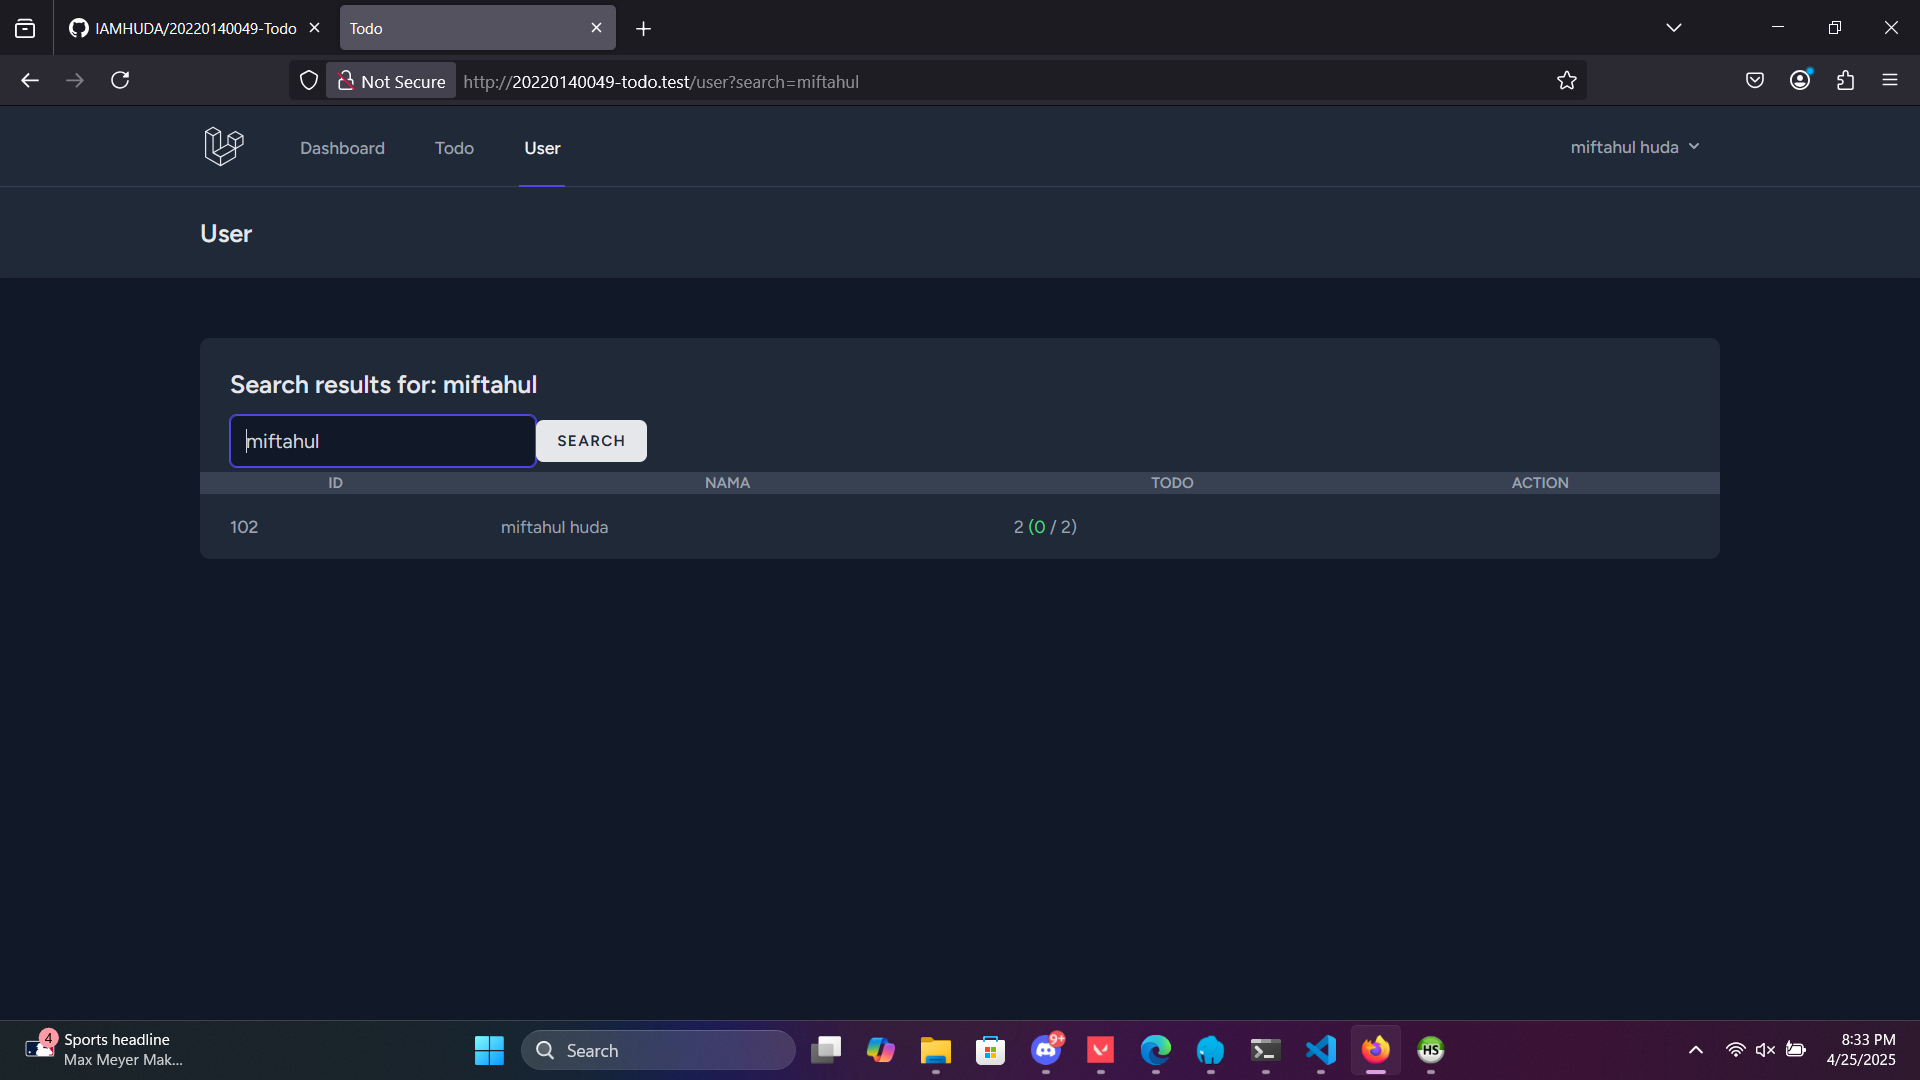 IAMHUDA/20220140049-Todo
Todo
Not Secure
http://20220140049-todo.test/user?search=miftahul
Dashboard
Todo
User
miftahul huda
User
Search results for: miftahul
miftahul
SEARCH
ID NAMA TODO ACTION
102 miftahul huda 2 (0 / 2)
4
Sports headline
Max Meyer Mak...
Search
9+
HS
8:33 PM
4/25/2025